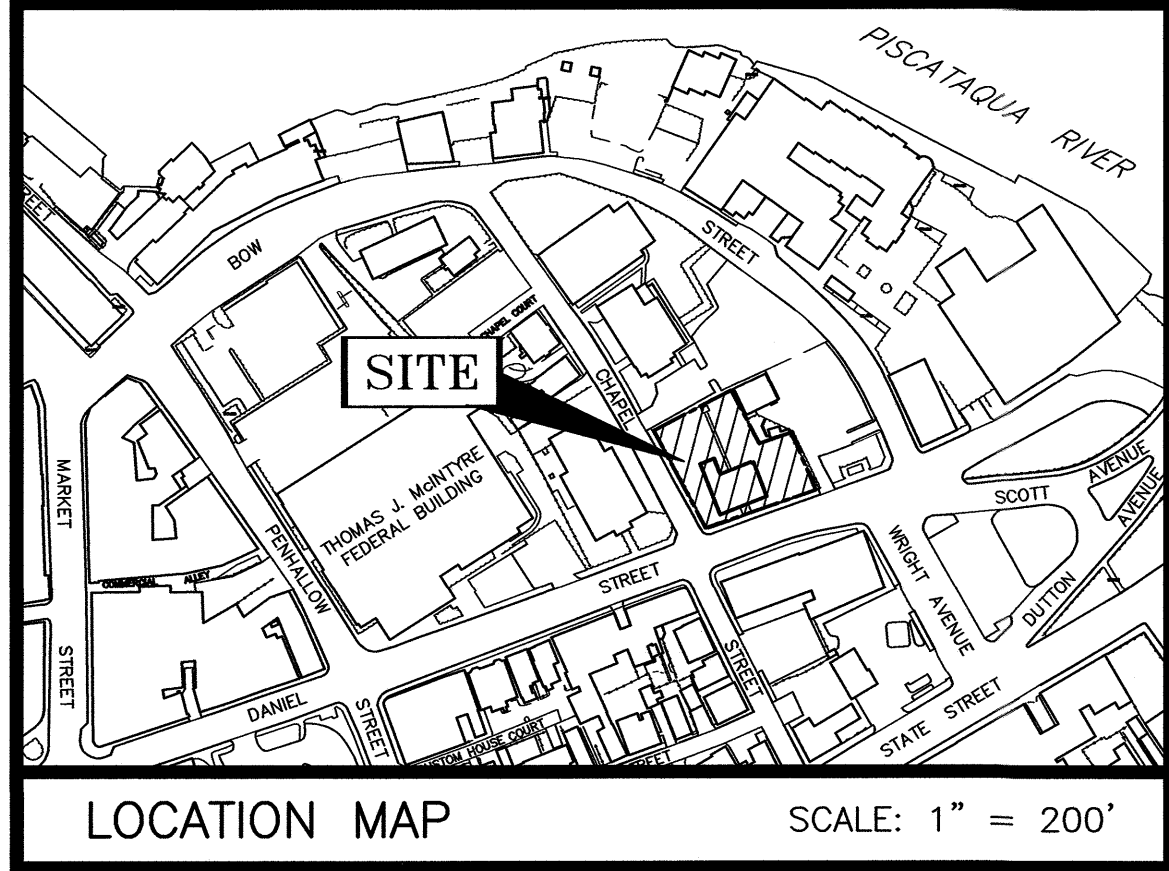 PISCATAQUA RIVER
BOW
STREET
CHAPEL COURT
SITE
CHAPEL
STREET
MARKET
STREET
THOMAS J. McINTYRE
FEDERAL BUILDING
PENHALLOW
STREET
COMMERCIAL ALLEY
DANIEL
STREET
SCOTT AVENUE
DUTTON AVENUE
WRIGHT AVENUE
STATE STREET
CUSTOM HOUSE COURT
STREET
LOCATION MAP
SCALE: 1" = 200'